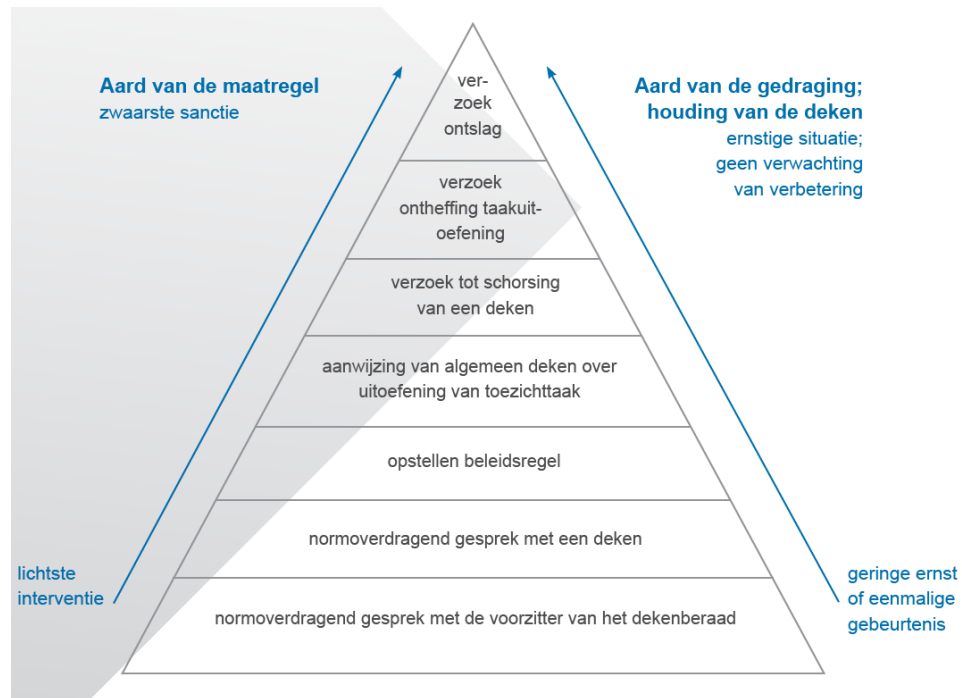 Aard van de maatregel
zwaarste sanctie
Aard van de gedraging;
houding van de deken
ernstige situatie;
geen verwachting
van verbetering
ver-
zoek
ontslag
verzoek
ontheffing taakuit-
oefening
verzoek tot schorsing
van een deken
aanwijzing van algemeen deken over
uitoefening van toezichttaak
opstellen beleidsregel
normoverdragend gesprek met een deken
normoverdragend gesprek met de voorzitter van het dekenberaad
lichtste
interventie
geringe ernst
of eenmalige
gebeurtenis